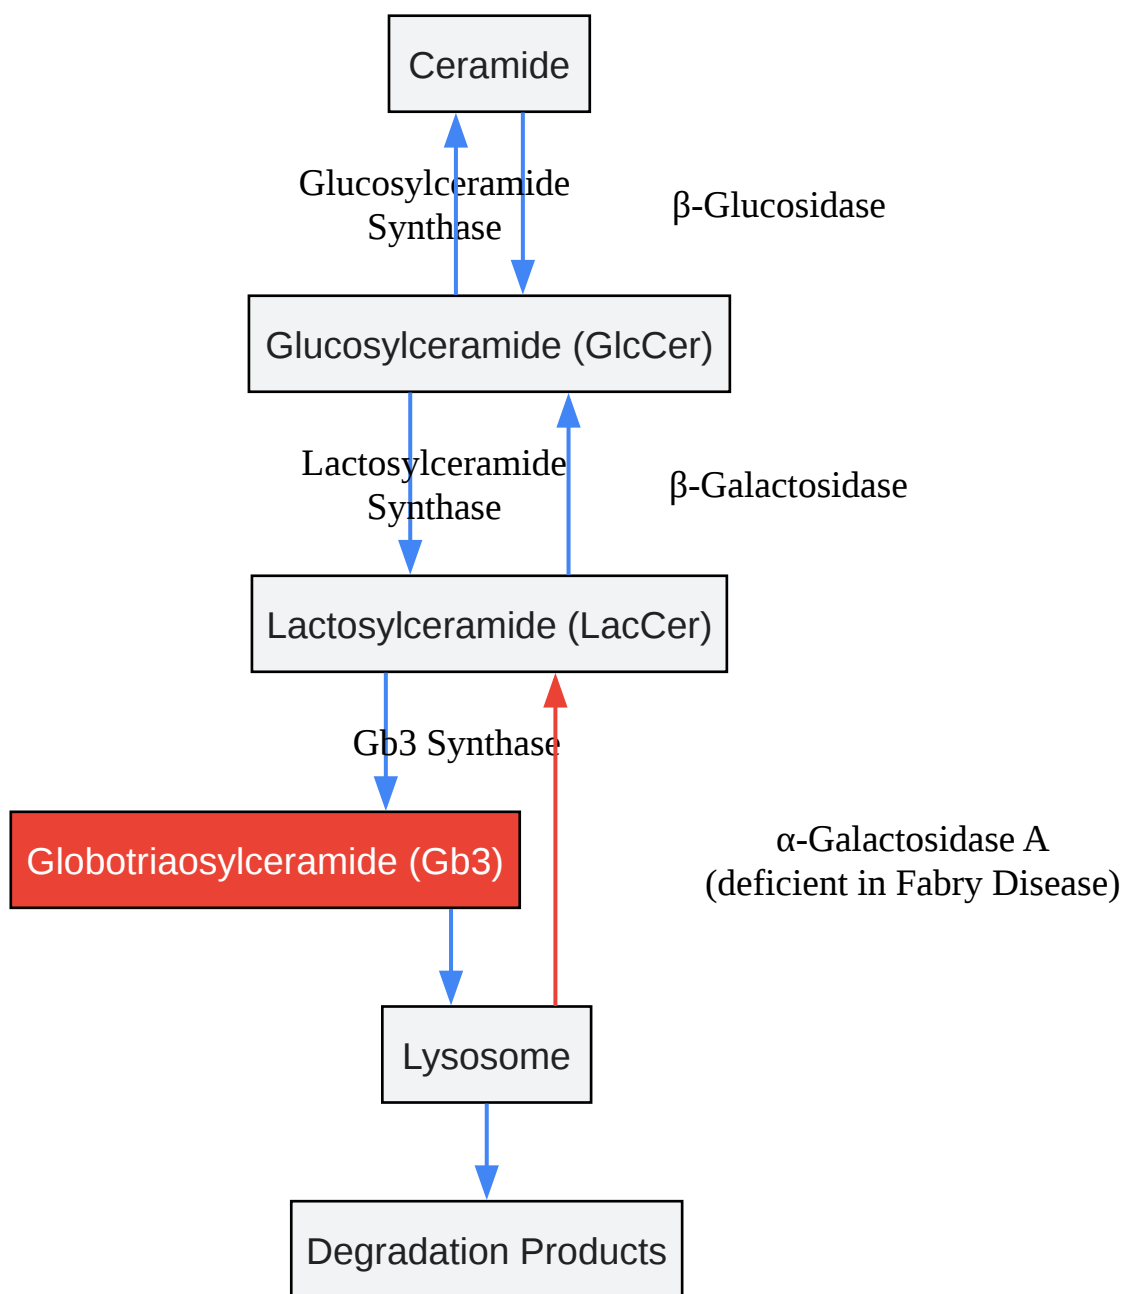 Ceramide
Glucosylceramide
Synthase
β-Glucosidase
Glucosylceramide (GlcCer)
Lactosylceramide
Synthase
β-Galactosidase
Lactosylceramide (LacCer)
Gb3 Synthase
Globotriaosylceramide (Gb3)
α-Galactosidase A
(deficient in Fabry Disease)
Lysosome
Degradation Products